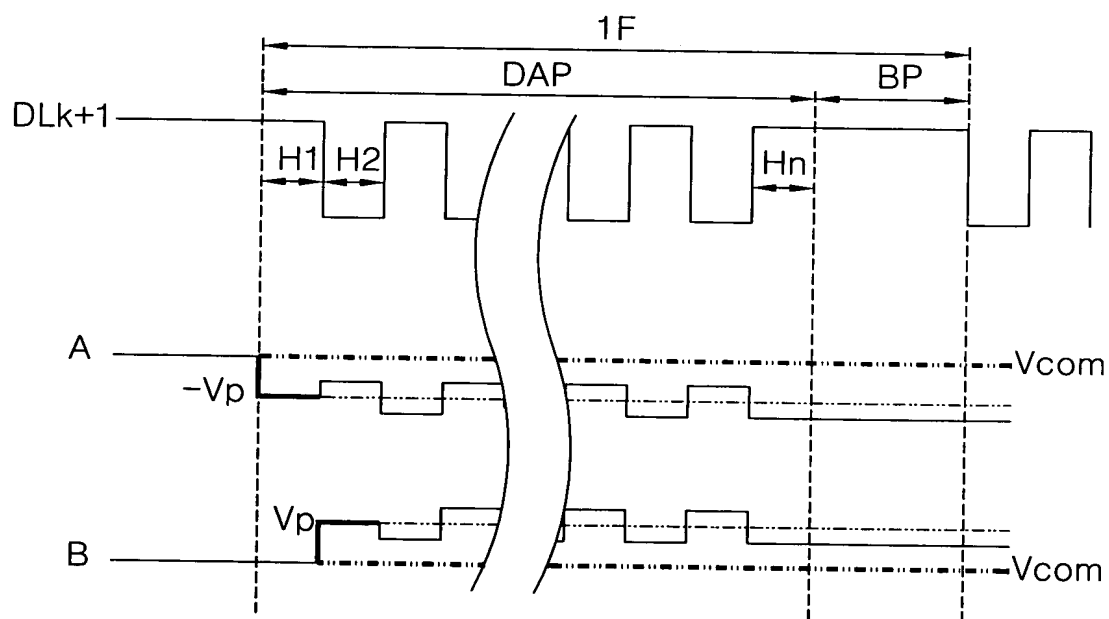 1F
DAP BP
DLk+1
H1 H2 Hn
A
Vcom
-Vp
Vp
B
Vcom